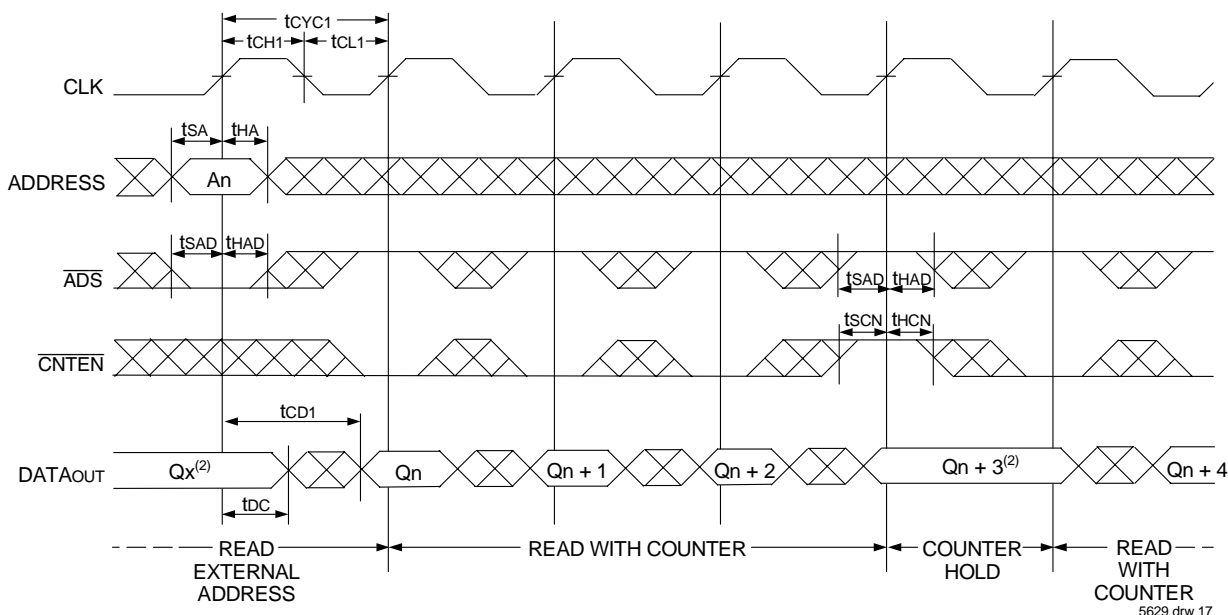 tCYC1
tCH1 tCL1
CLK
tSA tHA
ADDRESS An
tSAD tHAD
ADS
tSAD tHAD
tSCN tHCN
CNTEN
tCD1
DATAOUT Qx(2) Qn Qn + 1 Qn + 2 Qn + 3(2) Qn + 4
tDC
READ EXTERNAL ADDRESS
READ WITH COUNTER
COUNTER HOLD
READ WITH COUNTER
5629 drw 17